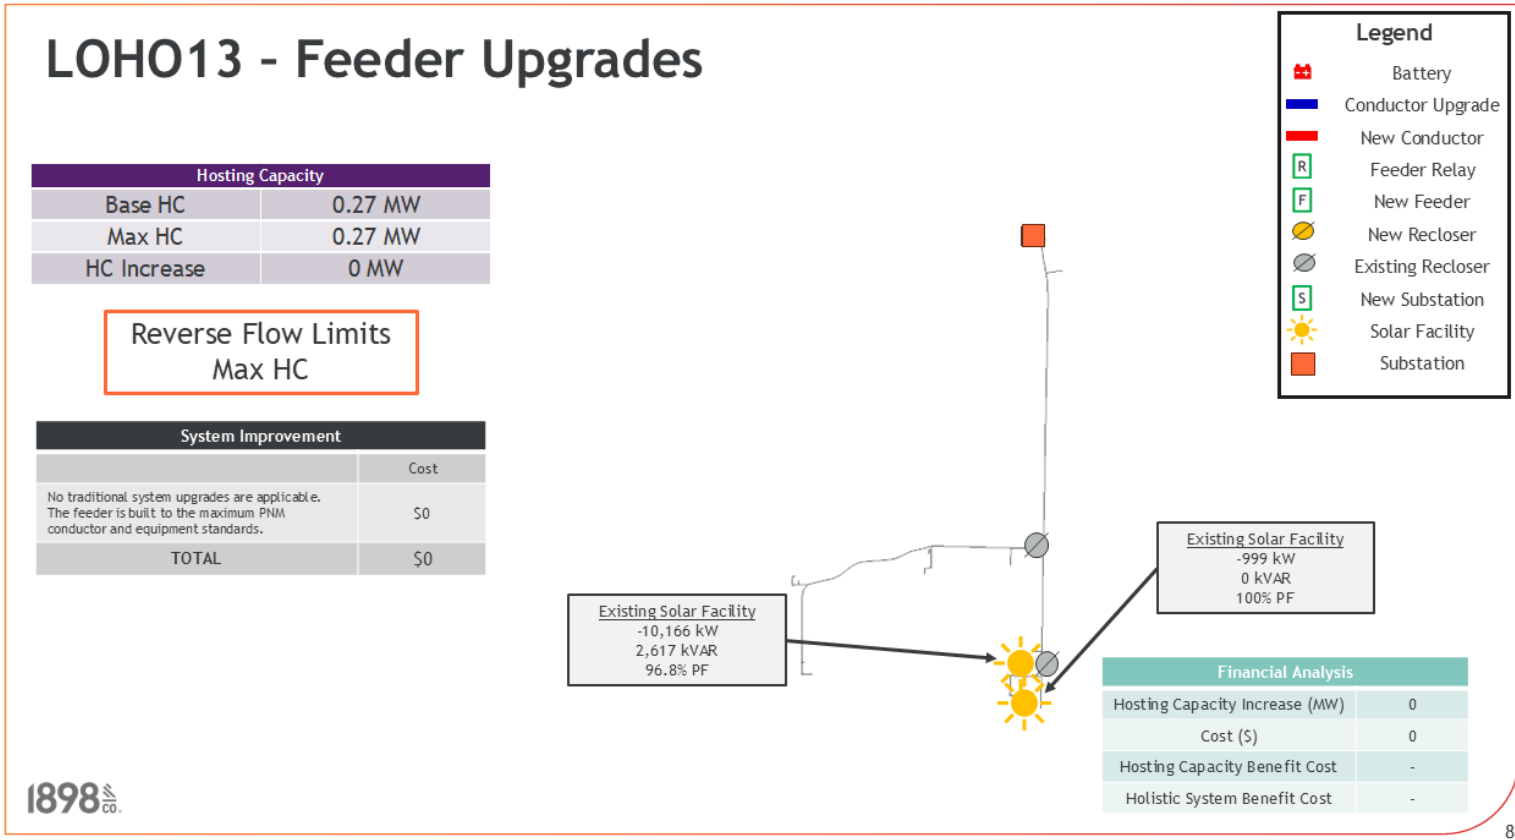 LOHO13 - Feeder Upgrades
Hosting Capacity
Base HC 0.27 MW
Max HC 0.27 MW
HC Increase 0 MW
Reverse Flow Limits
Max HC
System Improvement
Cost
No traditional system upgrades are applicable.
The feeder is built to the maximum PNM
conductor and equipment standards.
$0
TOTAL $0
Legend
Battery
Conductor Upgrade
New Conductor
R Feeder Relay
F New Feeder
New Recloser
Existing Recloser
S New Substation
Solar Facility
Substation
Existing Solar Facility
-10,166 kW
2,617 kVAR
96.8% PF
Existing Solar Facility
-999 kW
0 kVAR
100% PF
Financial Analysis
Hosting Capacity Increase (MW) 0
Cost ($) 0
Hosting Capacity Benefit Cost -
Holistic System Benefit Cost -
1898 & CO.
8